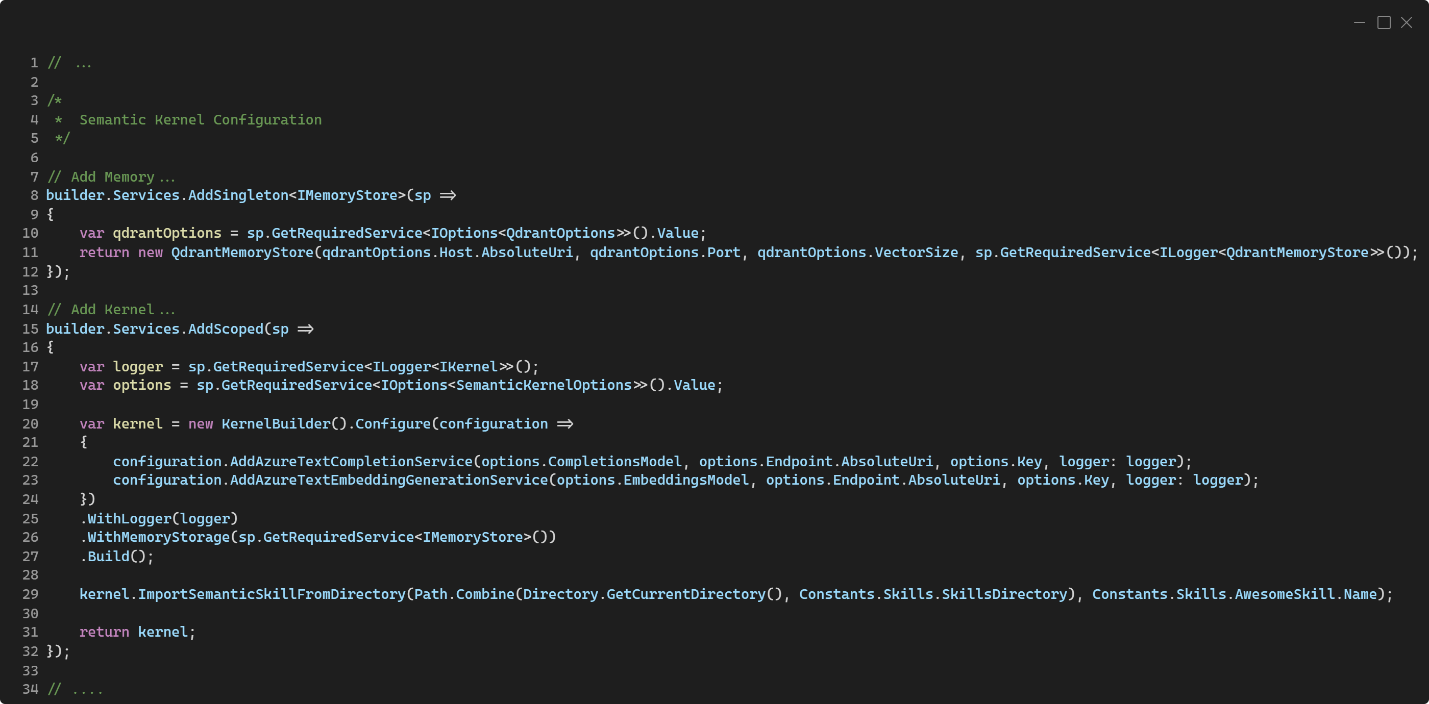 1 // ...
2
3 /*
4  *  Semantic Kernel Configuration
5  */
6
7 // Add Memory...
8 builder.Services.AddSingleton<IMemoryStore>(sp =>
9 {
10     var qdrantOptions = sp.GetRequiredService<IOptions<QdrantOptions>>().Value;
11     return new QdrantMemoryStore(qdrantOptions.Host.AbsoluteUri, qdrantOptions.Port, qdrantOptions.VectorSize, sp.GetRequiredService<ILogger<QdrantMemoryStore>>());
12 });
13
14 // Add Kernel...
15 builder.Services.AddScoped(sp =>
16 {
17     var logger = sp.GetRequiredService<ILogger<IKernel>>();
18     var options = sp.GetRequiredService<IOptions<SemanticKernelOptions>>().Value;
19
20     var kernel = new KernelBuilder().Configure(configuration =>
21     {
22         configuration.AddAzureTextCompletionService(options.CompletionsModel, options.Endpoint.AbsoluteUri, options.Key, logger: logger);
23         configuration.AddAzureTextEmbeddingGenerationService(options.EmbeddingsModel, options.Endpoint.AbsoluteUri, options.Key, logger: logger);
24     })
25     .WithLogger(logger)
26     .WithMemoryStorage(sp.GetRequiredService<IMemoryStore>())
27     .Build();
28
29     kernel.ImportSemanticSkillFromDirectory(Path.Combine(Directory.GetCurrentDirectory(), Constants.Skills.SkillsDirectory), Constants.Skills.AwesomeSkill.Name);
30
31     return kernel;
32 });
33
34 // ....